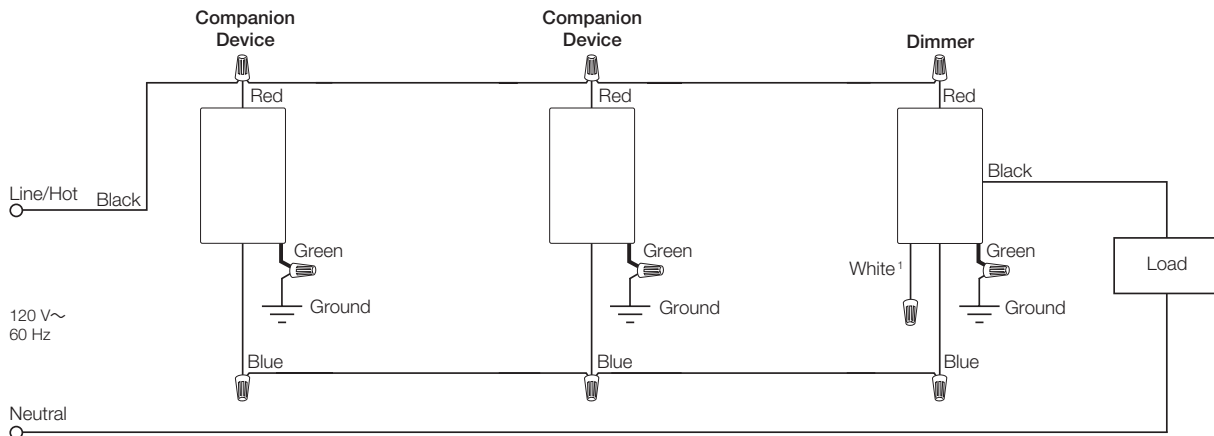 Companion
Device
Companion
Device
Dimmer
Red
Red
Red
Line/Hot
Black
Black
Green
Green
White¹
Green
Load
Ground
Ground
Ground
120 V~
60 Hz
Blue
Blue
Blue
Neutral